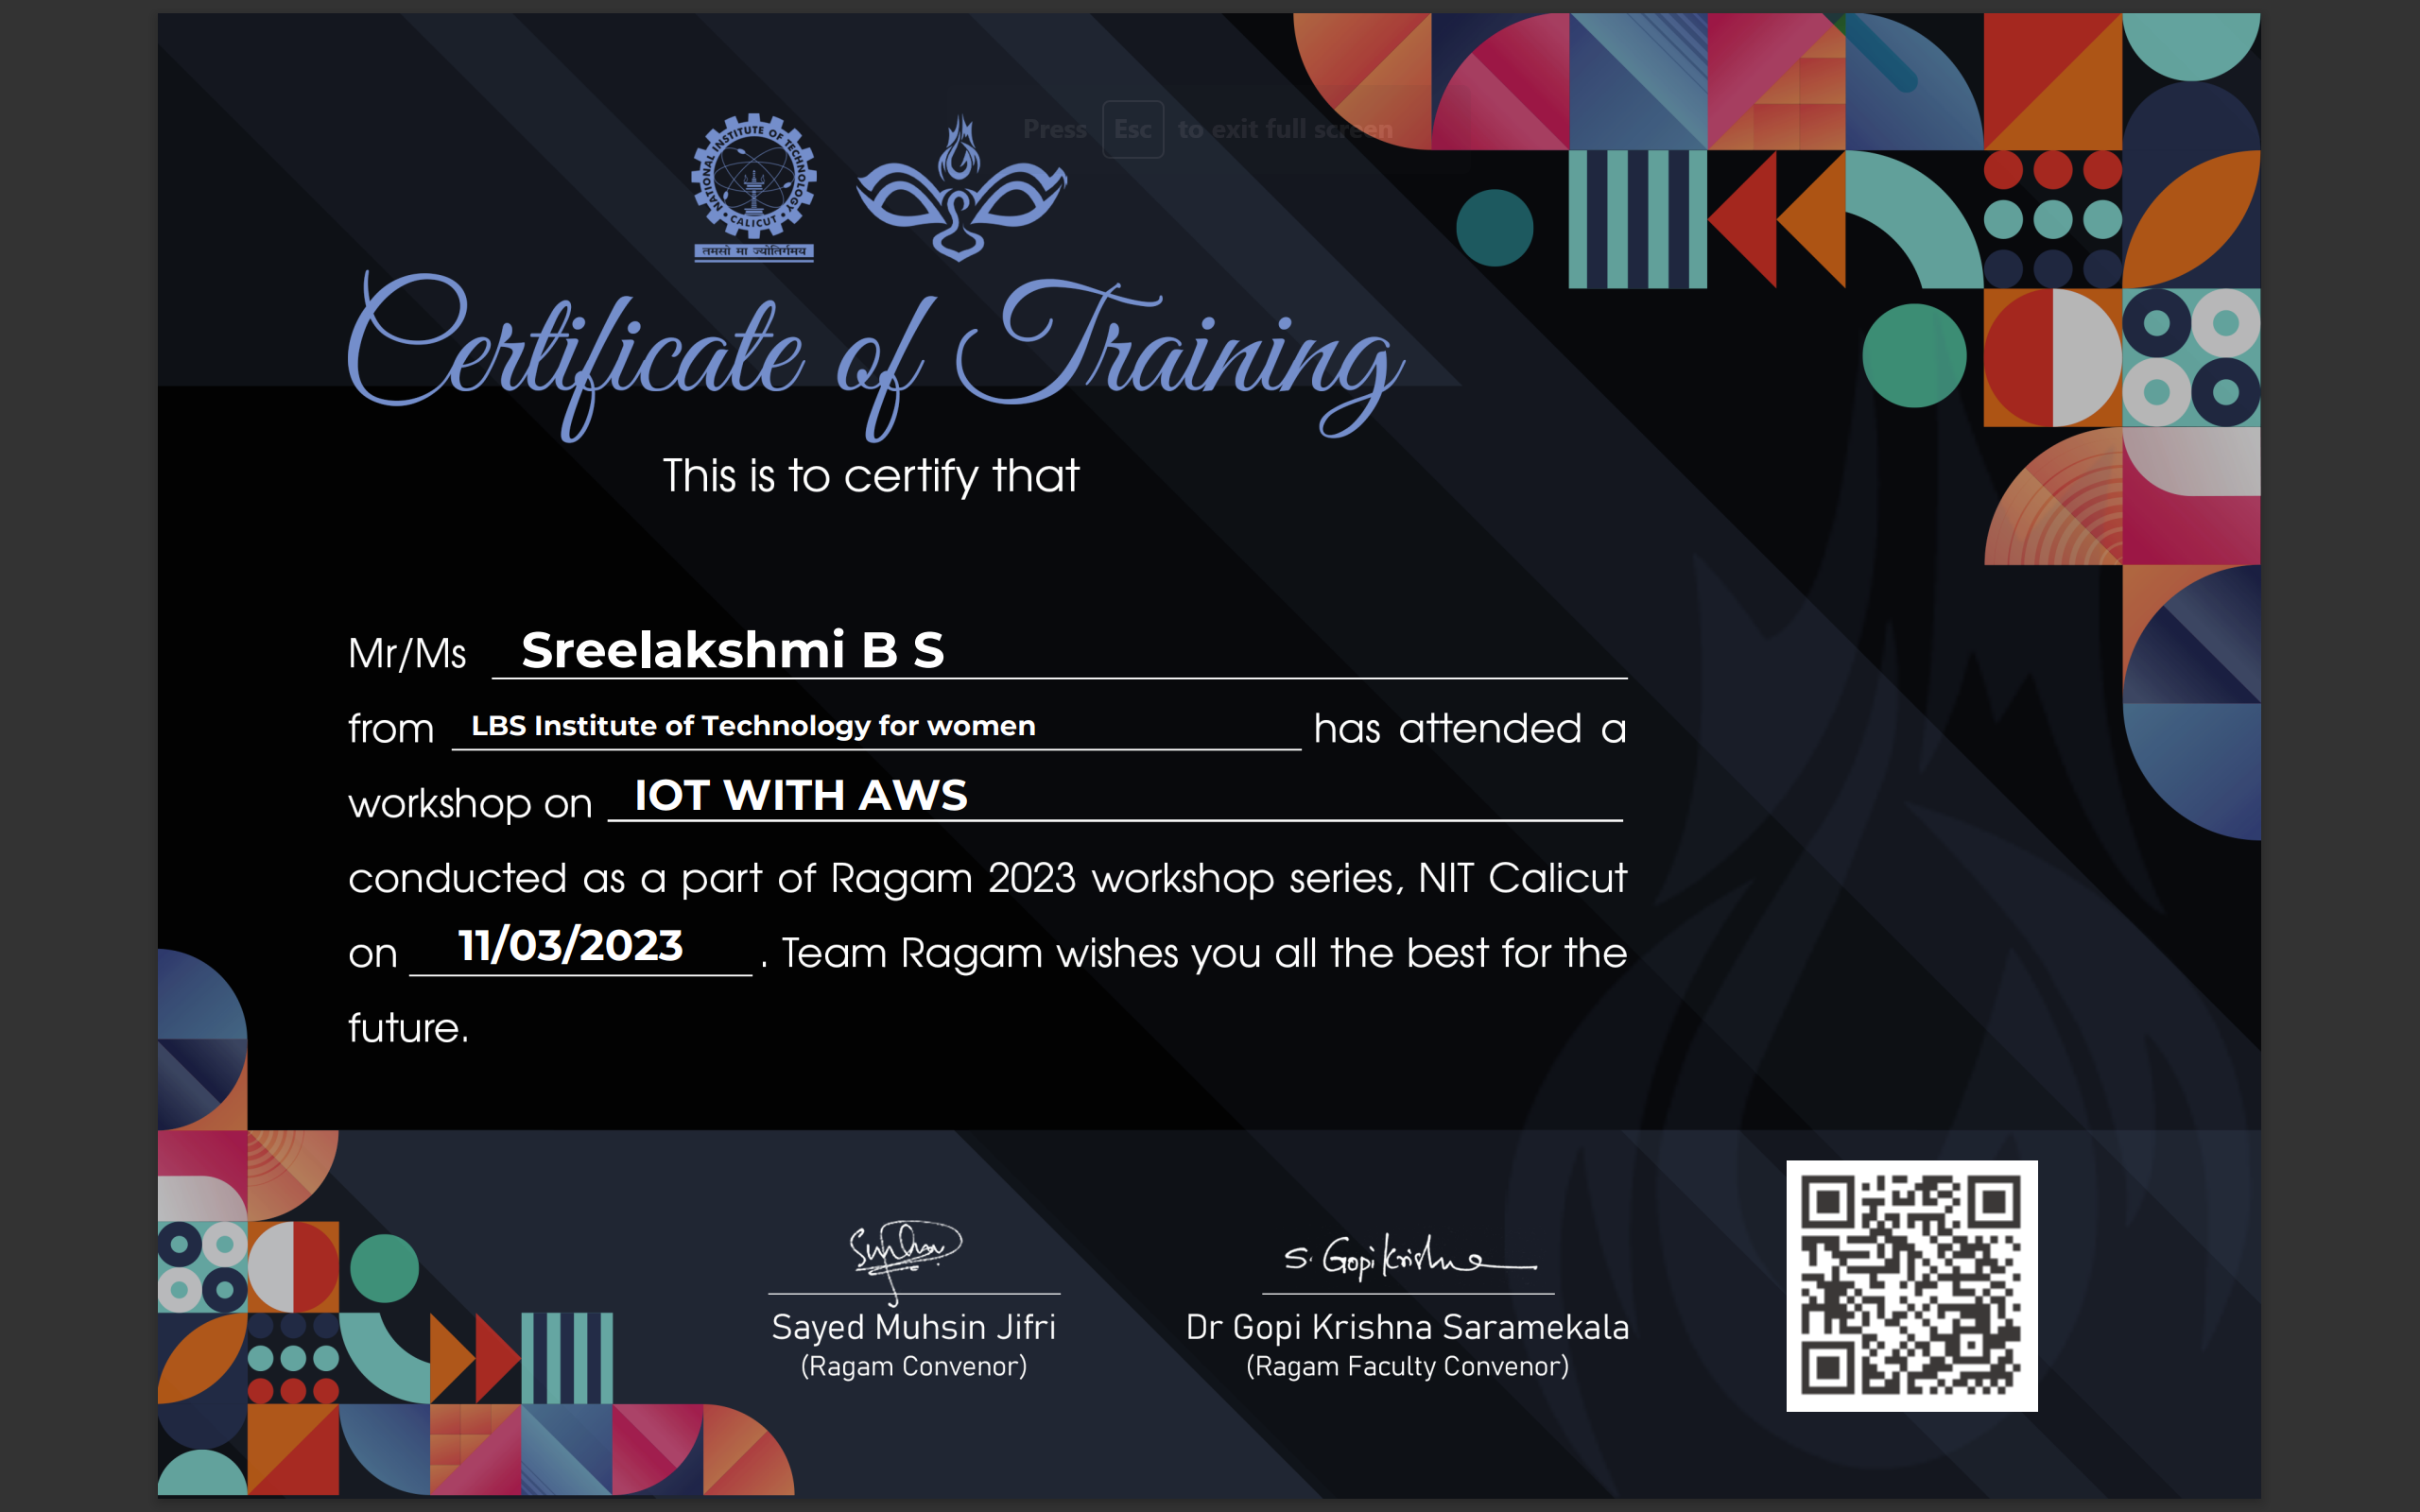 NATIONAL INSTITUTE OF TECHNOLOGY
CALICUT
तमसो मा ज्योतिर्गमय
Press Esc to exit full screen
Certificate of Training
This is to certify that
Mr/Ms Sreelakshmi B S
from LBS Institute of Technology for women has attended a
workshop on IOT WITH AWS
conducted as a part of Ragam 2023 workshop series, NIT Calicut
on 11/03/2023 . Team Ragam wishes you all the best for the
future.
S. Gopi Krishna
Sayed Muhsin Jifri Dr Gopi Krishna Saramekala
(Ragam Convenor) (Ragam Faculty Convenor)